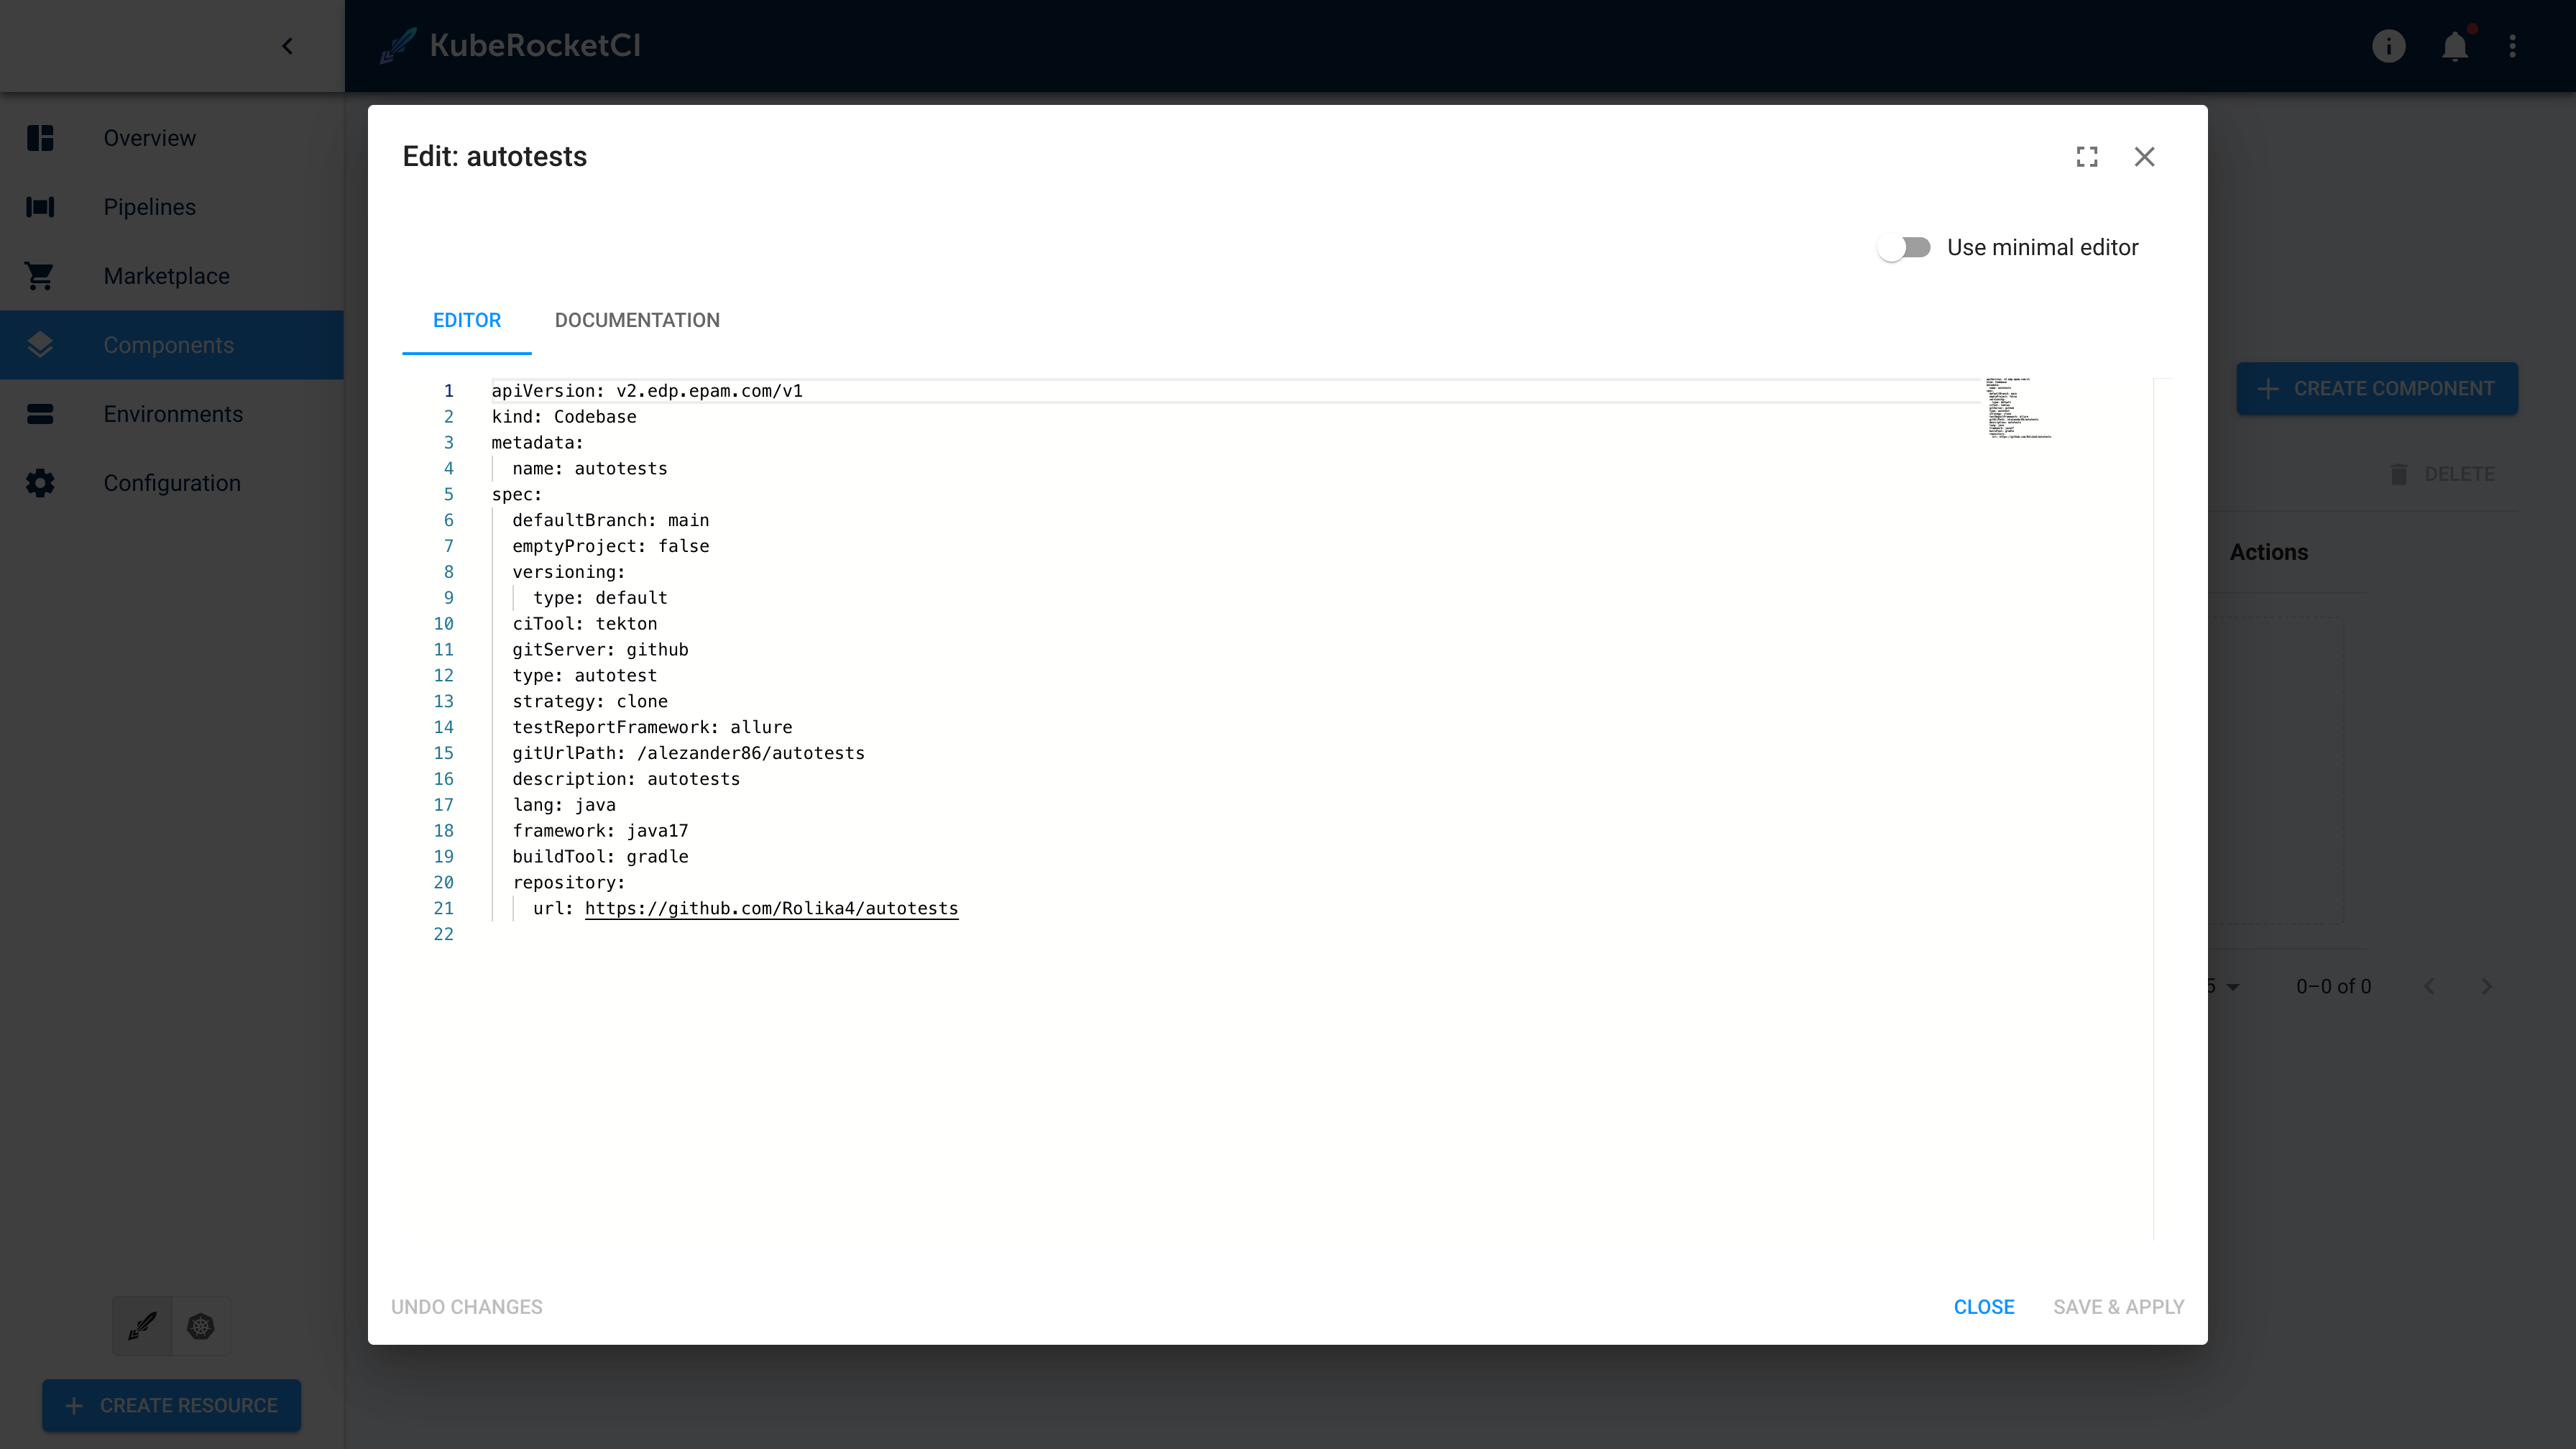 KubeRocketCI
Overview
Pipelines
Marketplace
Components
Environments
Configuration
CREATE RESOURCE
Edit: autotests
Use minimal editor
EDITOR DOCUMENTATION
1 apiVersion: v2.edp.epam.com/v1
2 kind: Codebase
3 metadata:
4 name: autotests
5 spec:
6 defaultBranch: main
7 emptyProject: false
8 versioning:
9 type: default
10 ciTool: tekton
11 gitServer: github
12 type: autotest
13 strategy: clone
14 testReportFramework: allure
15 gitUrlPath: /alezander86/autotests
16 description: autotests
17 lang: java
18 framework: java17
19 buildTool: gradle
20 repository:
21 url: https://github.com/Rolika4/autotests
22
UNDO CHANGES CLOSE SAVE & APPLY
CREATE COMPONENT
DELETE
Actions
5 0–0 of 0